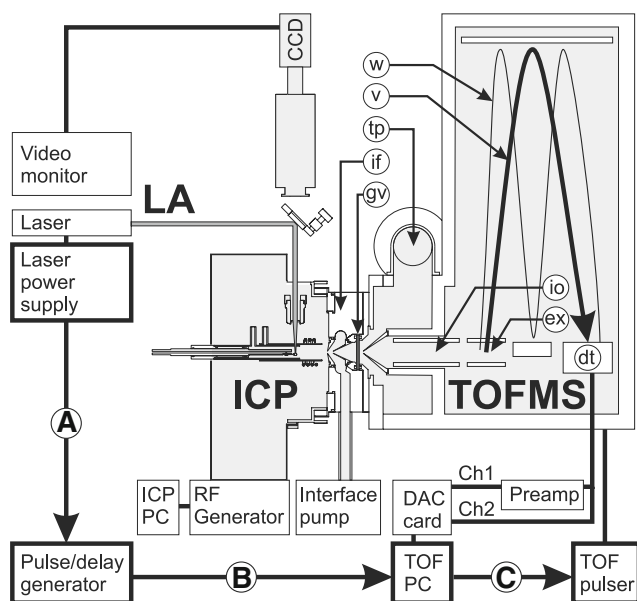 CCD
w
v
tp
Video
monitor
if
LA
gv
Laser
Laser
power
supply
io
ex
dt
ICP
TOFMS
A
Ch1
ICP
PC
RF
Generator
Interface
pump
DAC
card
Preamp
Ch2
Pulse/delay
generator
B
TOF
PC
C
TOF
pulser